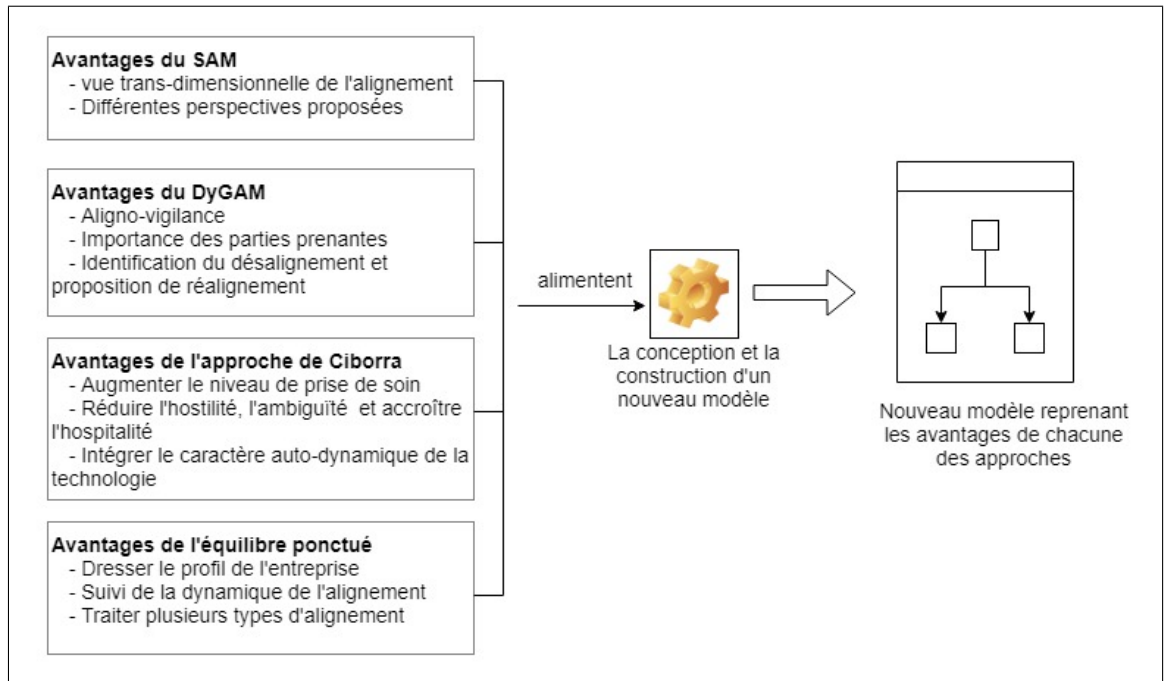 Avantages du SAM
- vue trans-dimensionnelle de l'alignement
- Différentes perspectives proposées
Avantages du DyGAM
- Aligno-vigilance
- Importance des parties prenantes
- Identification du désalignement et
proposition de réalignement
Avantages de l'approche de Ciborra
- Augmenter le niveau de prise de soin
- Réduire l'hostilité, l'ambiguïté  et accroître
l'hospitalité
- Intégrer le caractère auto-dynamique de la
technologie
Avantages de l'équilibre ponctué
- Dresser le profil de l'entreprise
- Suivi de la dynamique de l'alignement
- Traiter plusieurs types d'alignement
alimentent
La conception et la
construction d'un
nouveau modèle
Nouveau modèle reprenant
les avantages de chacune
des approches